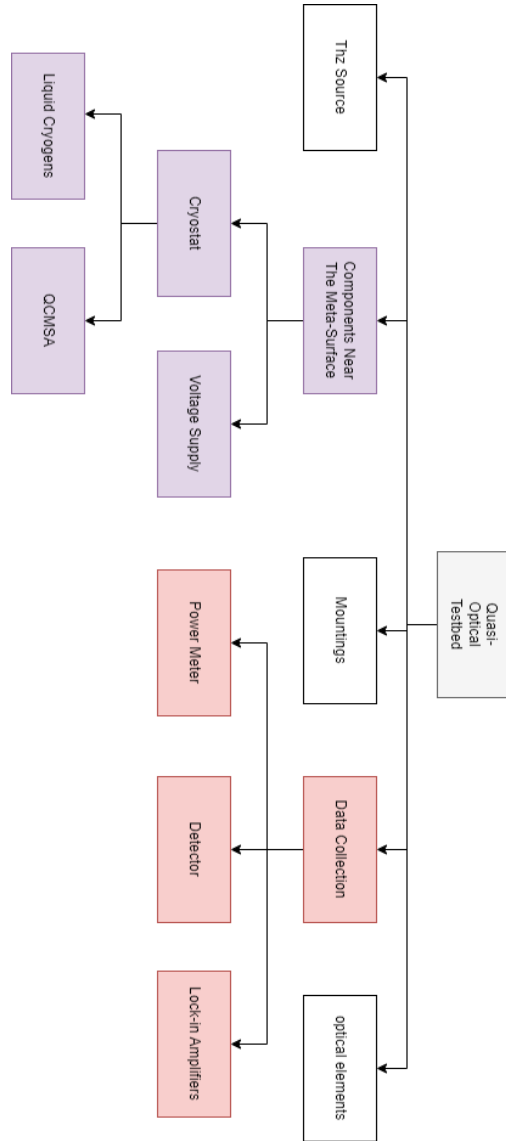 Quasi-
Optical
Testbed
Thz Source
Components Near
The Meta-Surface
Mountings
Data Collection
optical elements
Cryostat
Voltage Supply
Power Meter
Detector
Lock-in Amplifiers
Liquid Cryogens
QCMSA